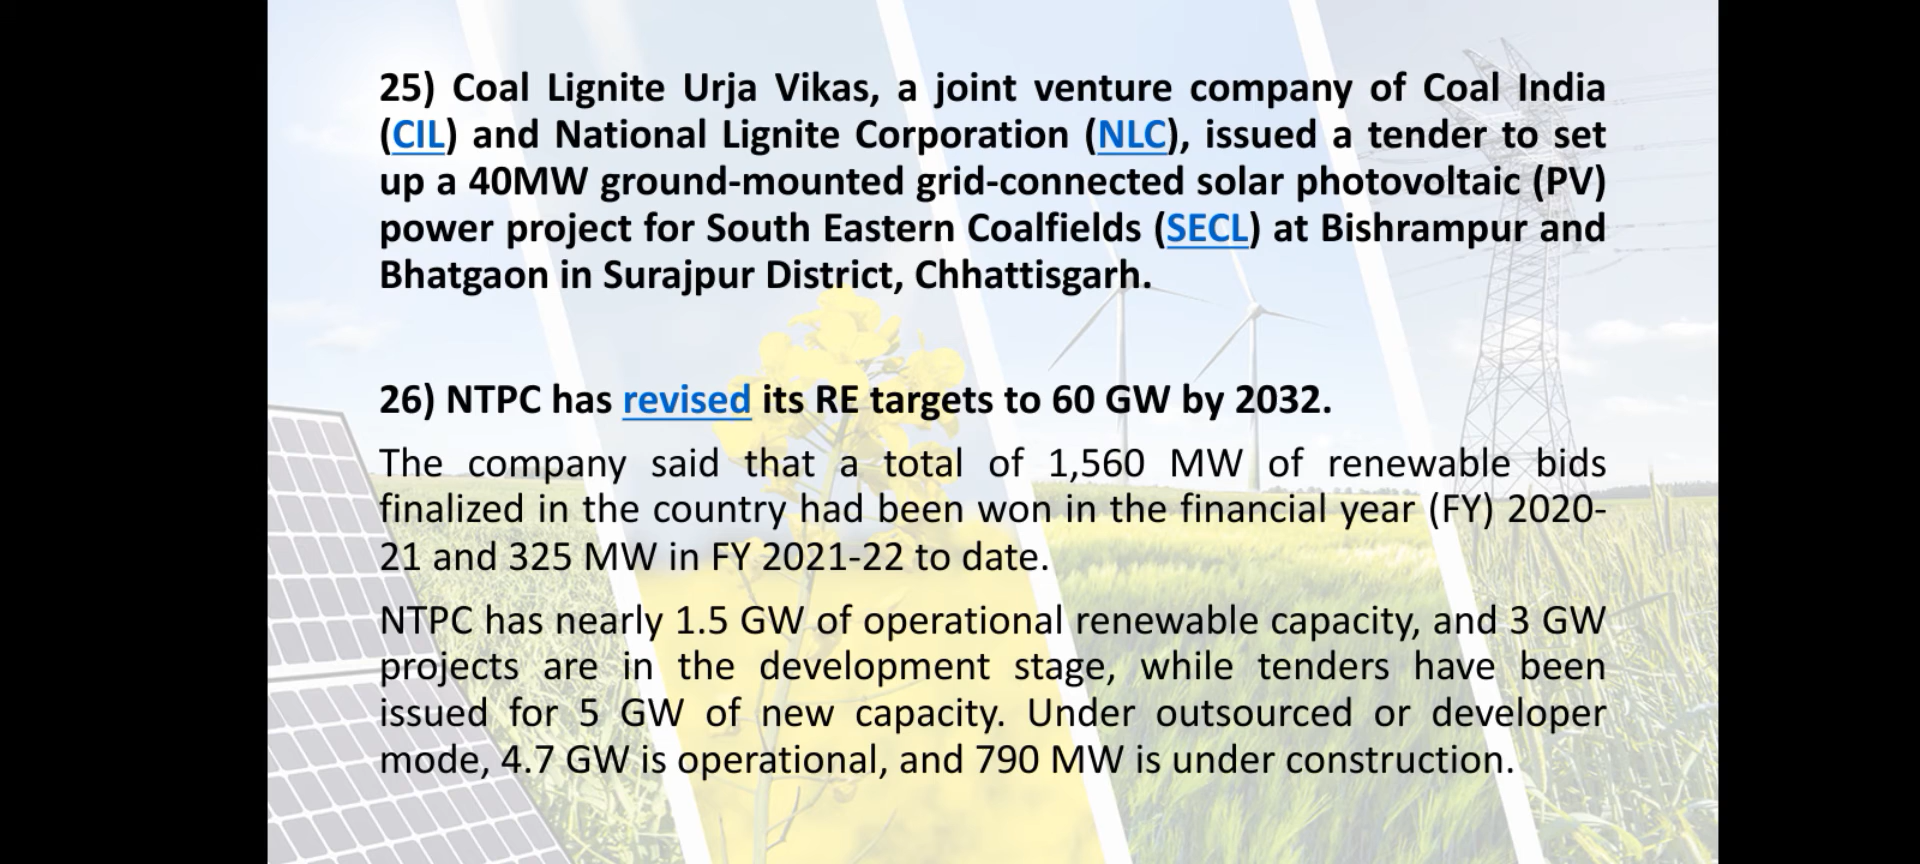 25) Coal Lignite Urja Vikas, a joint venture company of Coal India
(CIL) and National Lignite Corporation (NLC), issued a tender to set
up a 40MW ground-mounted grid-connected solar photovoltaic (PV)
power project for South Eastern Coalfields (SECL) at Bishrampur and
Bhatgaon in Surajpur District, Chhattisgarh.
26) NTPC has revised its RE targets to 60 GW by 2032.
The company said that a total of 1,560 MW of renewable bids
finalized in the country had been won in the financial year (FY) 2020-
21 and 325 MW in FY 2021-22 to date.
NTPC has nearly 1.5 GW of operational renewable capacity, and 3 GW
projects are in the development stage, while tenders have been
issued for 5 GW of new capacity. Under outsourced or developer
mode, 4.7 GW is operational, and 790 MW is under construction.